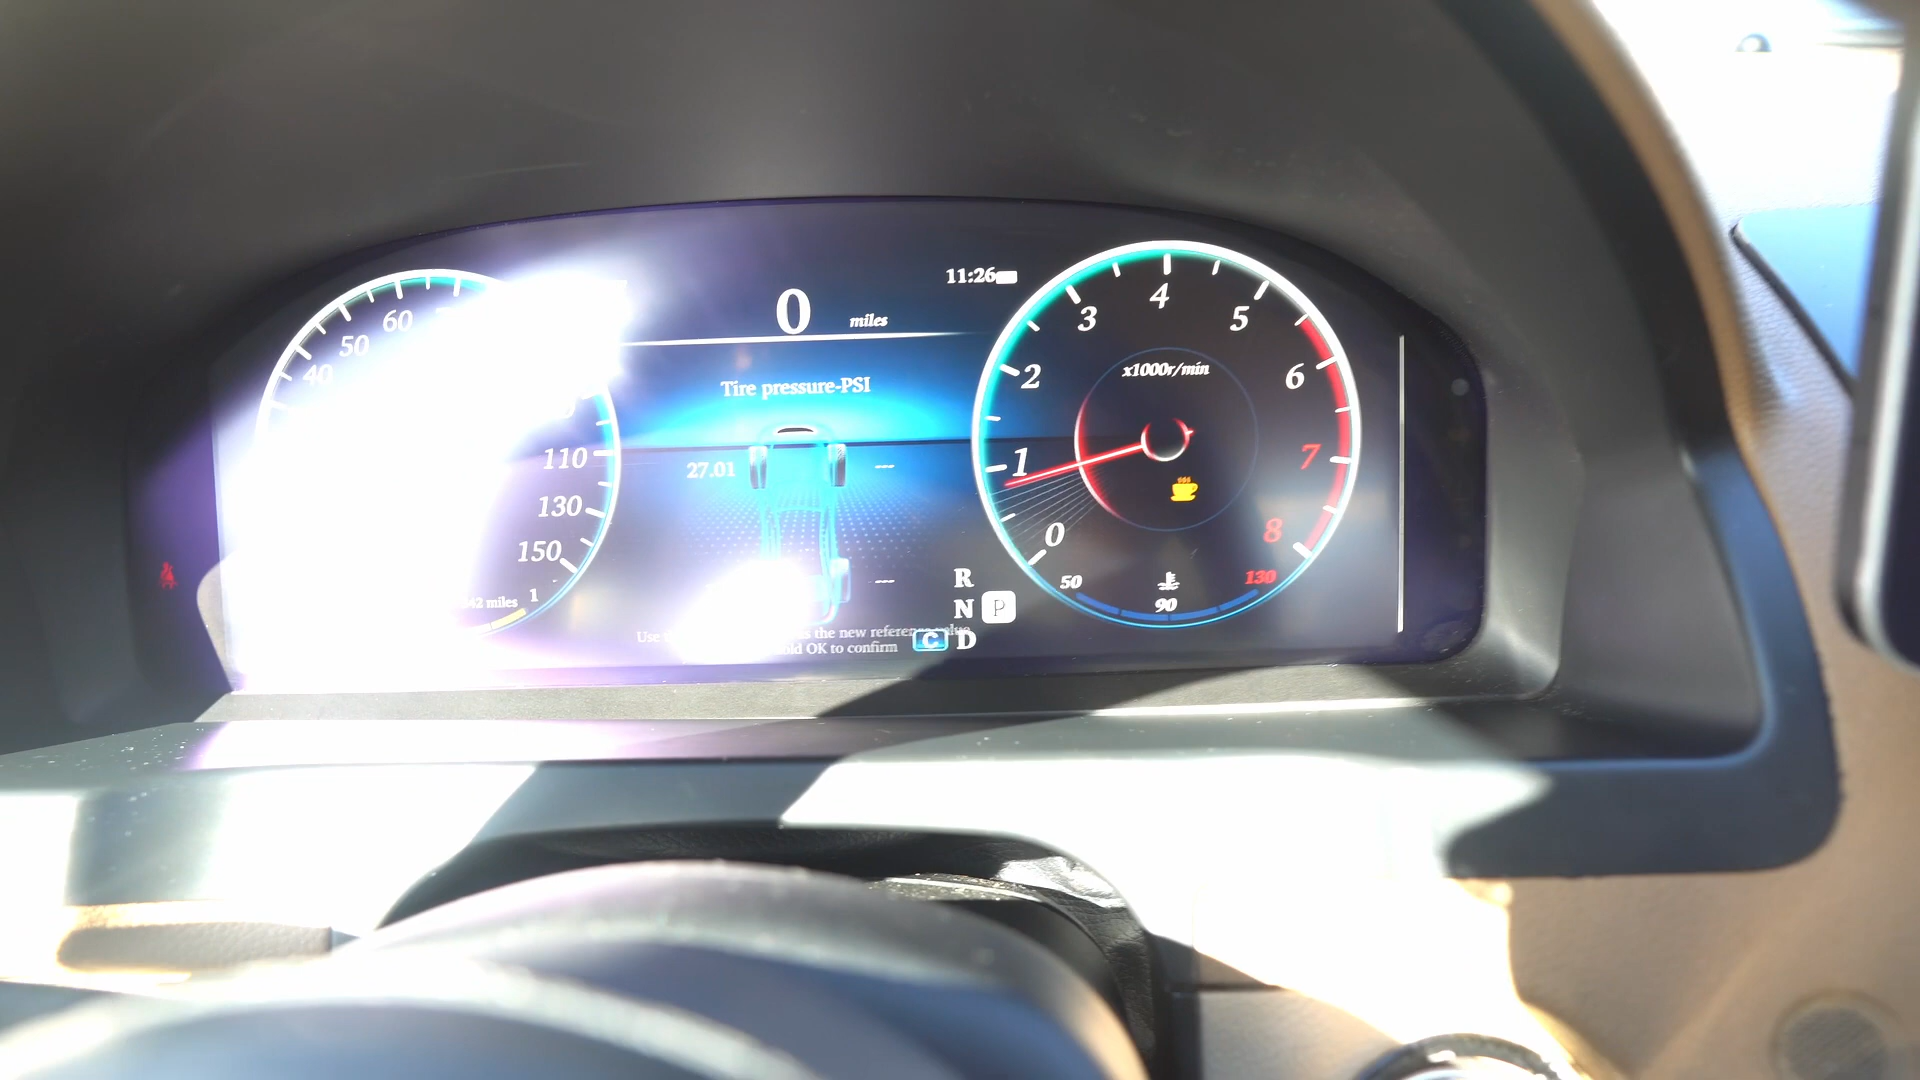 0 miles
11:26
Tire pressure-PSI
27.01
---
---
Use
s the new reference value
old OK to confirm
40
50
60
110
130
150
42 miles
1
R
N
P
C
D
x1000r/min
0
1
2
3
4
5
6
7
8
50
90
130